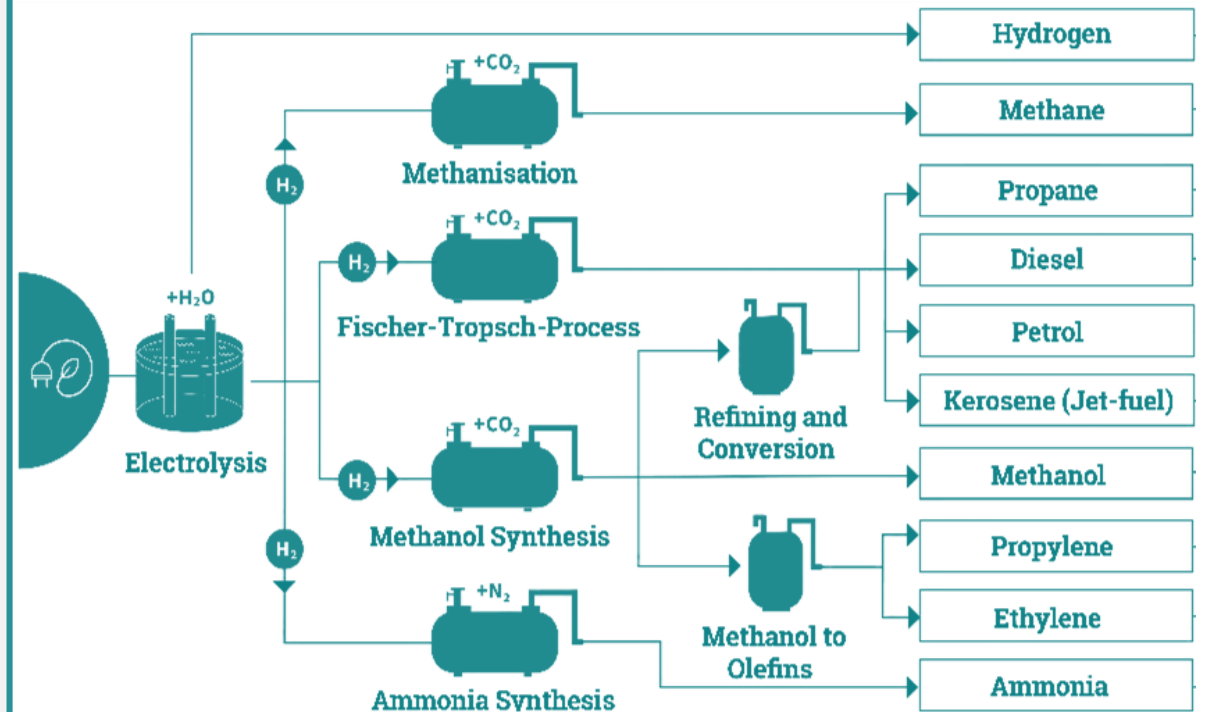 Hydrogen
+CO₂
Methane
Methanisation
H₂
Propane
+CO₂
H₂
Diesel
+H₂O
Fischer-Tropsch-Process
Petrol
Kerosene (Jet-fuel)
Refining and
Conversion
+CO₂
Electrolysis
H₂
Methanol
Methanol Synthesis
H₂
Propylene
+N₂
Ethylene
Methanol to
Olefins
Ammonia Synthesis
Ammonia